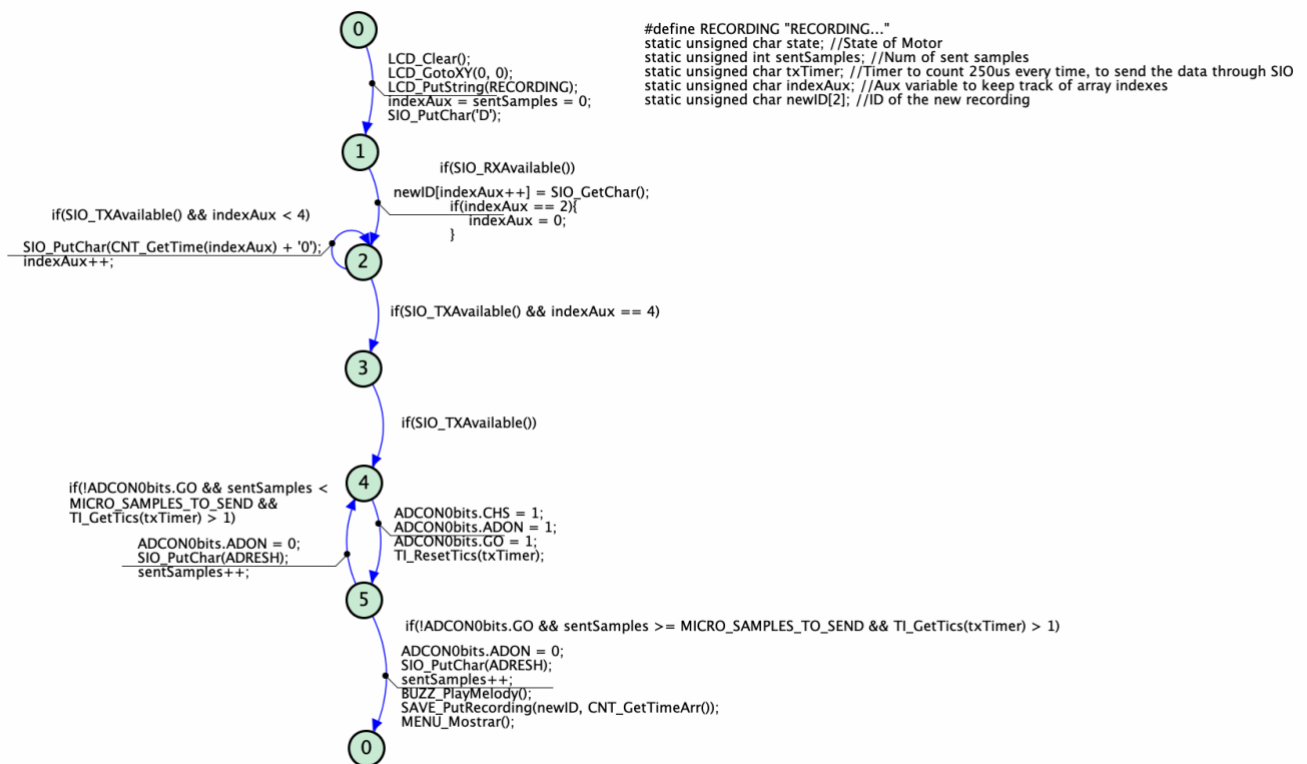 0
#define RECORDING "RECORDING..."
static unsigned char state; //State of Motor
static unsigned int sentSamples; //Num of sent samples
static unsigned char txTimer; //Timer to count 250us every time, to send the data through SIO
static unsigned char indexAux; //Aux variable to keep track of array indexes
static unsigned char newID[2]; //ID of the new recording
LCD_Clear();
LCD_GotoXY(0, 0);
LCD_PutString(RECORDING);
indexAux = sentSamples = 0;
SIO_PutChar('D');
1
if(SIO_RXAvailable())
newID[indexAux++] = SIO_GetChar();
if(indexAux == 2){
indexAux = 0;
}
if(SIO_TXAvailable() && indexAux < 4)
SIO_PutChar(CNT_GetTime(indexAux) + '0');
indexAux++;
2
if(SIO_TXAvailable() && indexAux == 4)
3
if(SIO_TXAvailable())
4
if(!ADCON0bits.GO && sentSamples <
MICRO_SAMPLES_TO_SEND &&
TI_GetTics(txTimer) > 1)
ADCON0bits.ADON = 0;
SIO_PutChar(ADRESH);
sentSamples++;
ADCON0bits.CHS = 1;
ADCON0bits.ADON = 1;
ADCON0bits.GO = 1;
TI_ResetTics(txTimer);
5
if(!ADCON0bits.GO && sentSamples >= MICRO_SAMPLES_TO_SEND && TI_GetTics(txTimer) > 1)
ADCON0bits.ADON = 0;
SIO_PutChar(ADRESH);
sentSamples++;
BUZZ_PlayMelody();
SAVE_PutRecording(newID, CNT_GetTimeArr());
MENU_Mostrar();
0